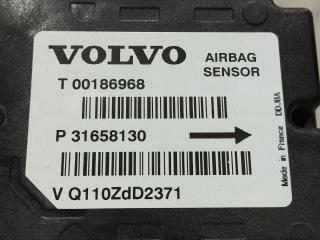 VOLVO
AIRBAG
SENSOR
T 00186968
P 31658130
V Q110ZdD2371
Made in France